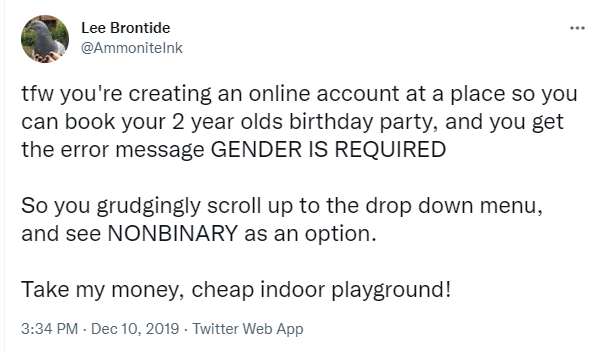 Lee Brontide
@AmmoniteInk
tfw you're creating an online account at a place so you
can book your 2 year olds birthday party, and you get
the error message GENDER IS REQUIRED
So you grudgingly scroll up to the drop down menu,
and see NONBINARY as an option.
Take my money, cheap indoor playground!
3:34 PM · Dec 10, 2019 · Twitter Web App